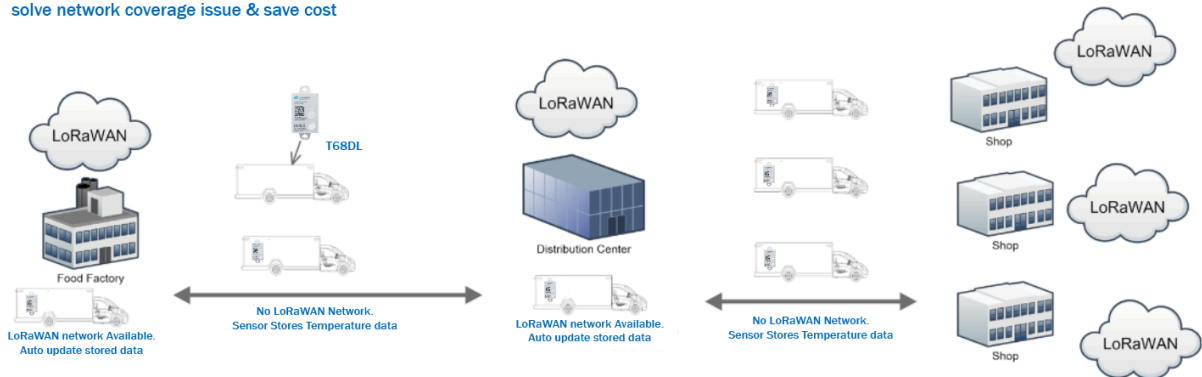 solve network coverage issue & save cost
LoRaWAN
T68DL
Food Factory
LoRaWAN network Available.
Auto update stored data
No LoRaWAN Network.
Sensor Stores Temperature data
LoRaWAN
Distribution Center
LoRaWAN network Available.
Auto update stored data
No LoRaWAN Network.
Sensor Stores Temperature data
LoRaWAN
Shop
LoRaWAN
Shop
LoRaWAN
Shop